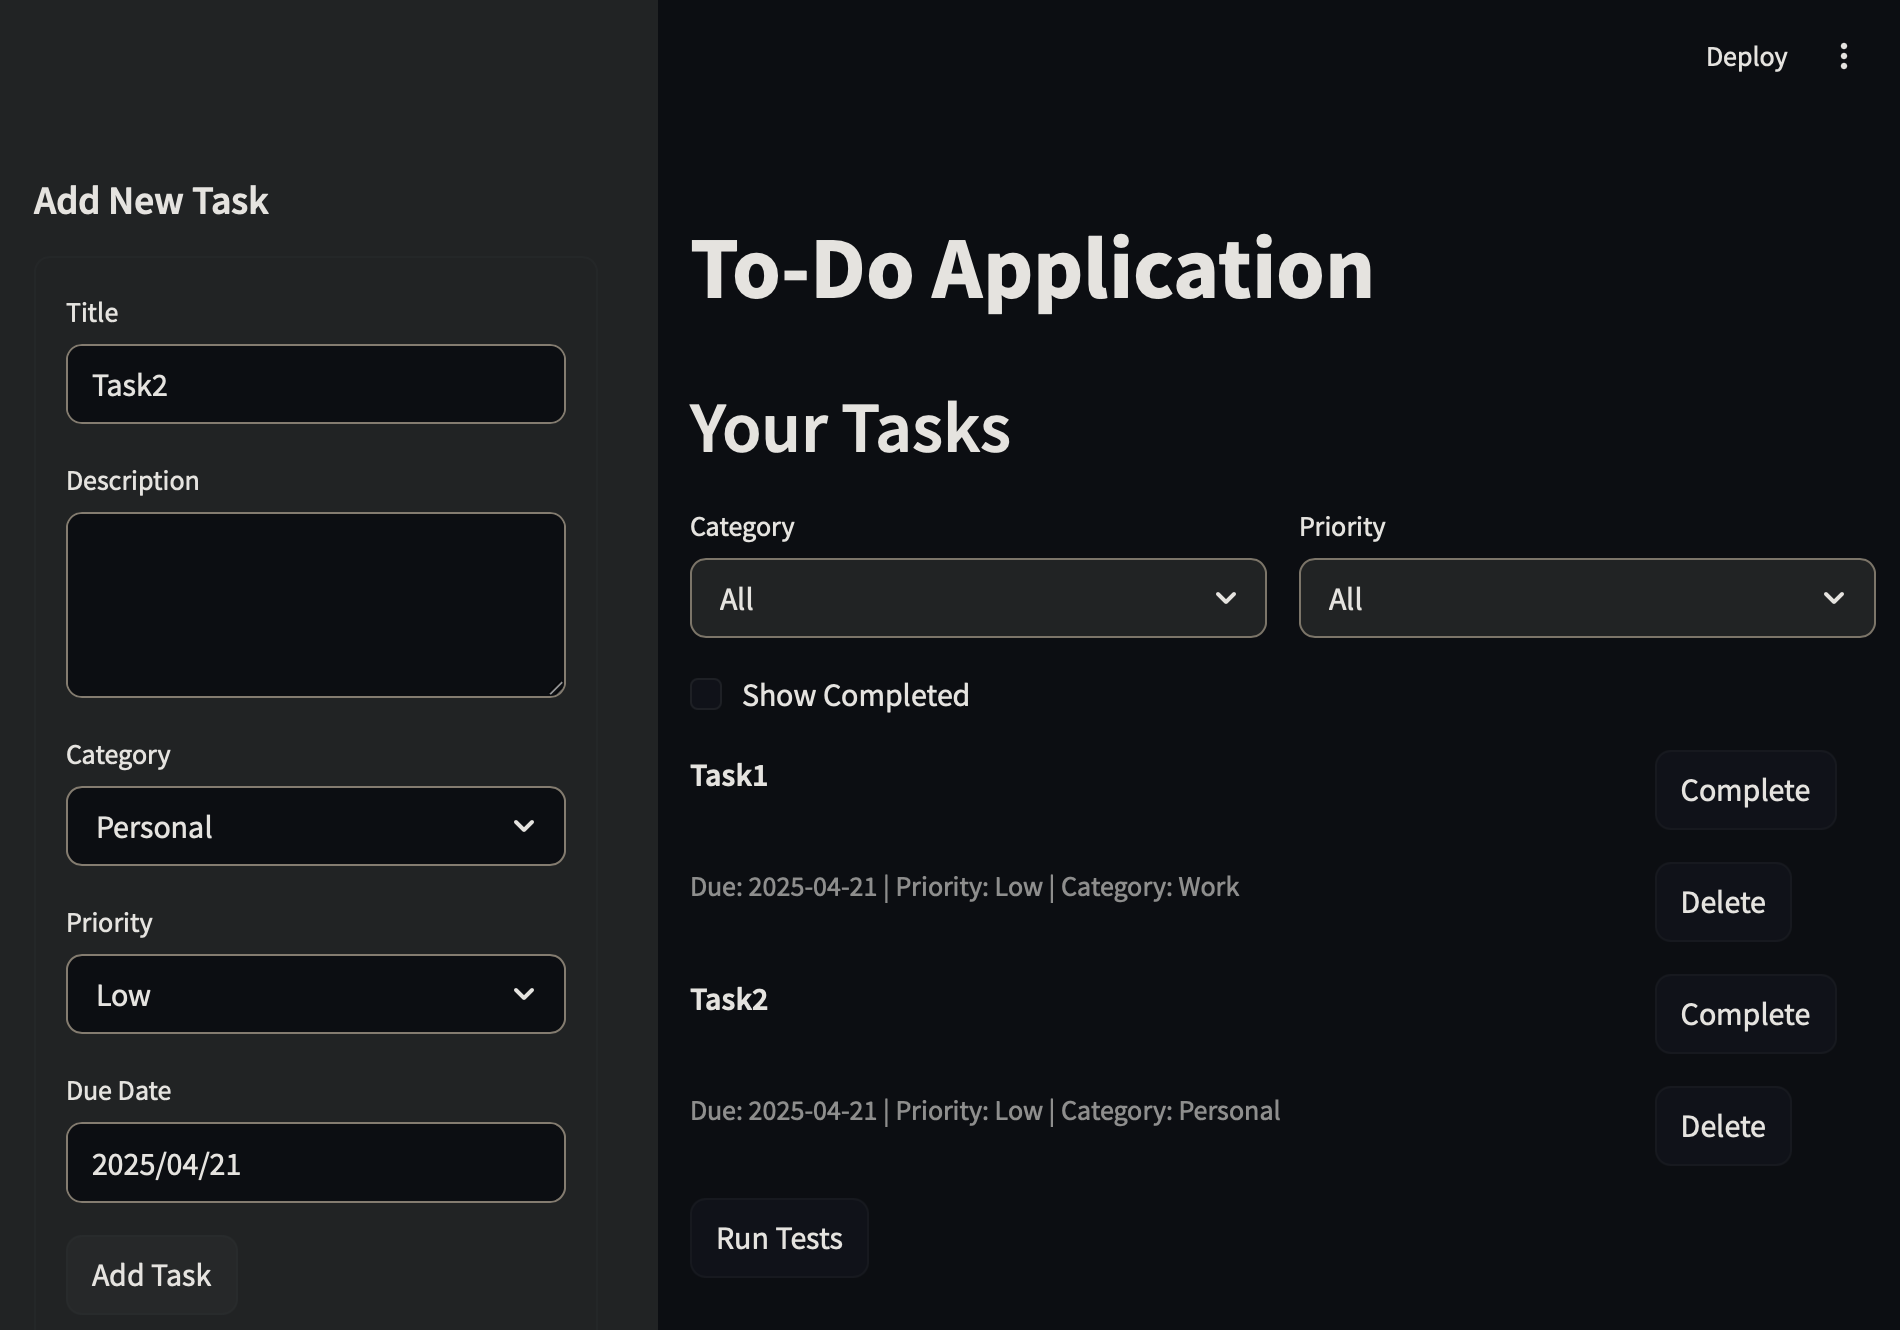 Deploy
Add New Task
Title
Task2
Description
Category
Personal
Priority
Low
Due Date
2025/04/21
Add Task
To-Do Application
Your Tasks
Category
Priority
All
All
Show Completed
Task1
Complete
Due: 2025-04-21 | Priority: Low | Category: Work
Delete
Task2
Complete
Due: 2025-04-21 | Priority: Low | Category: Personal
Delete
Run Tests